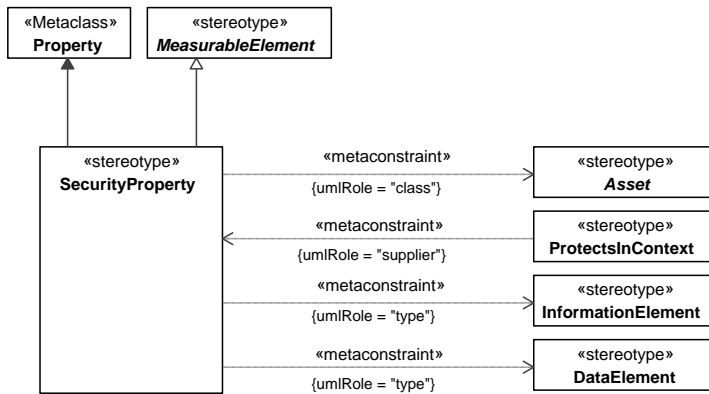 «Metaclass»
Property
«stereotype»
MeasurableElement
«stereotype»
SecurityProperty
«metaconstraint»
{umlRole = "class"}
«stereotype»
Asset
«metaconstraint»
{umlRole = "supplier"}
«stereotype»
ProtectsInContext
«metaconstraint»
{umlRole = "type"}
«stereotype»
InformationElement
«metaconstraint»
{umlRole = "type"}
«stereotype»
DataElement